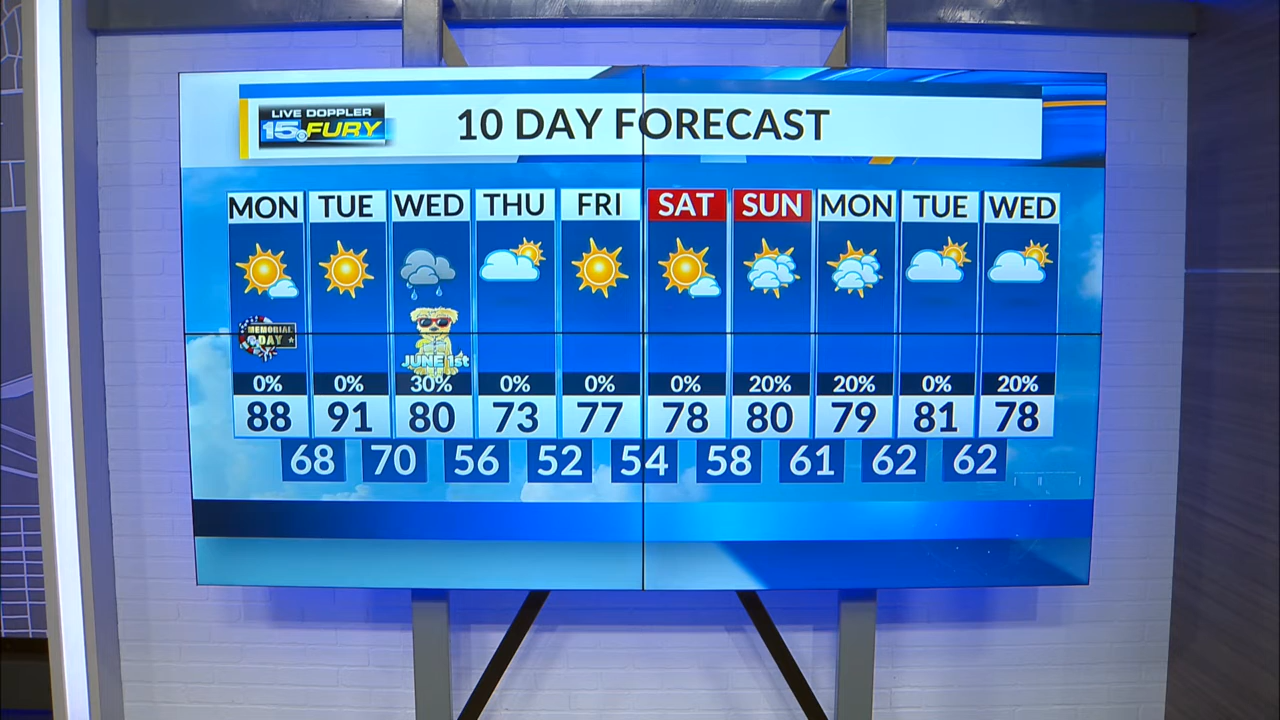 LIVE DOPPLER
15 FURY
10 DAY FORECAST
MON TUE WED THU FRI SAT SUN MON TUE WED
MEMORIAL
DAY
JUNE 1st
0% 0% 30% 0% 0% 0% 20% 20% 0% 20%
88 91 80 73 77 78 80 79 81 78
68 70 56 52 54 58 61 62 62